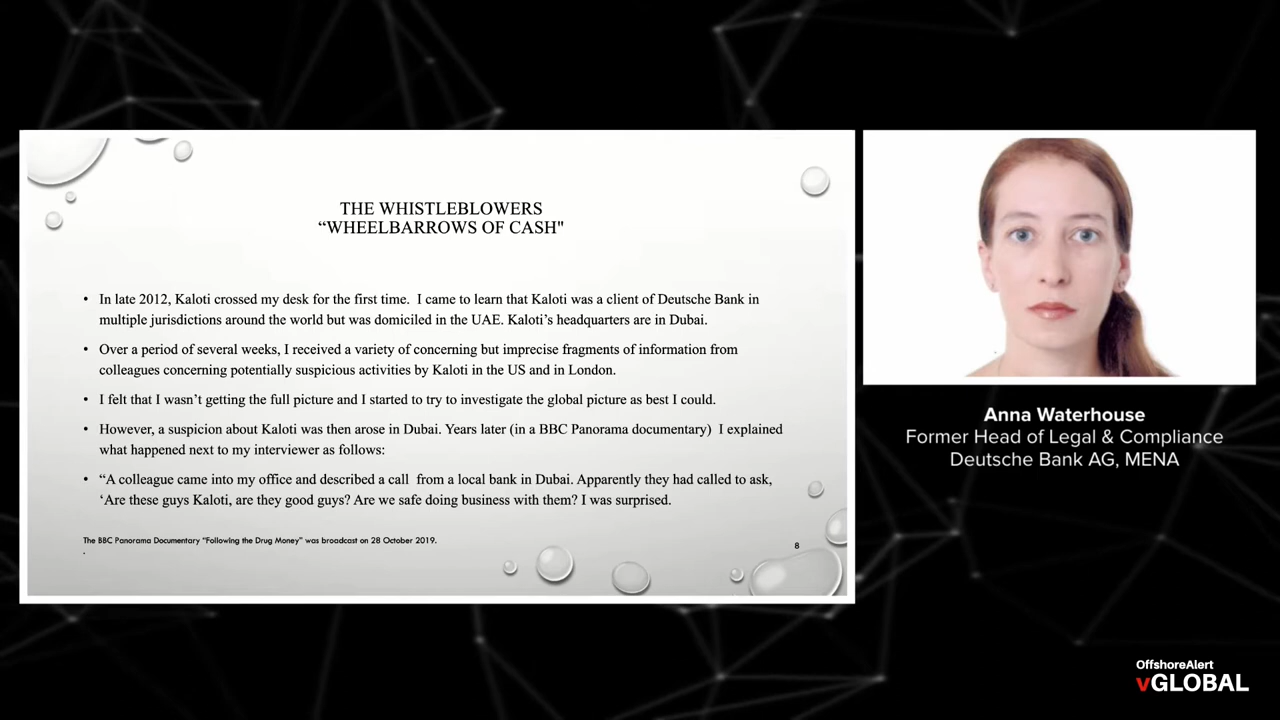 THE WHISTLEBLOWERS
“WHEELBARROWS OF CASH"
• In late 2012, Kaloti crossed my desk for the first time.  I came to learn that Kaloti was a client of Deutsche Bank in
multiple jurisdictions around the world but was domiciled in the UAE. Kaloti’s headquarters are in Dubai.
• Over a period of several weeks, I received a variety of concerning but imprecise fragments of information from
colleagues concerning potentially suspicious activities by Kaloti in the US and in London.
• I felt that I wasn’t getting the full picture and I started to try to investigate the global picture as best I could.
• However, a suspicion about Kaloti was then arose in Dubai. Years later (in a BBC Panorama documentary)  I explained
what happened next to my interviewer as follows:
• “A colleague came into my office and described a call  from a local bank in Dubai. Apparently they had called to ask,
‘Are these guys Kaloti, are they good guys? Are we safe doing business with them? I was surprised.
The BBC Panorama Documentary “Following the Drug Money” was broadcast on 28 October 2019.
.
8
Anna Waterhouse
Former Head of Legal & Compliance
Deutsche Bank AG, MENA
OffshoreAlert
vGLOBAL